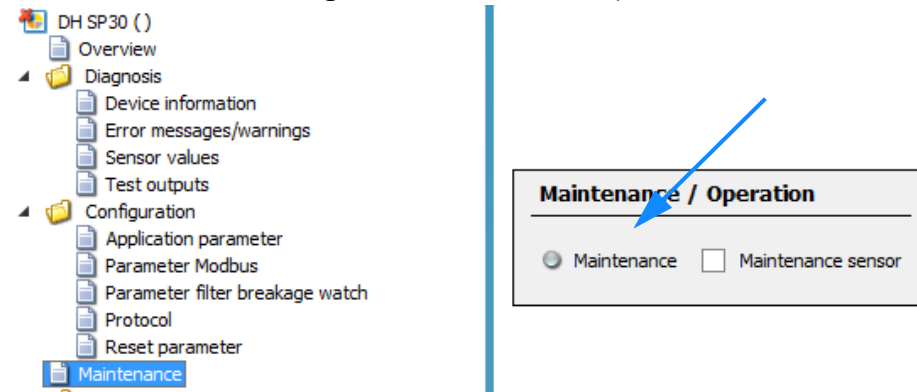 DH SP30 ()
Overview
Diagnosis
Device information
Error messages/warnings
Sensor values
Test outputs
Configuration
Application parameter
Parameter Modbus
Parameter filter breakage watch
Protocol
Reset parameter
Maintenance
Maintenance / Operation
Maintenance Maintenance sensor